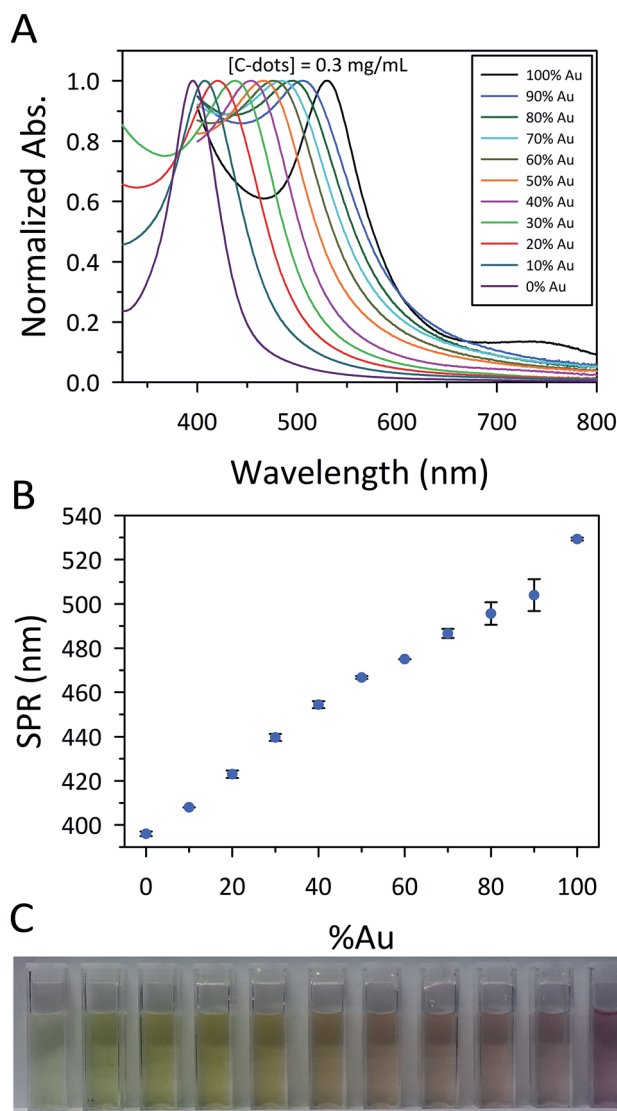 A
[C-dots] = 0.3 mg/mL
Normalized Abs.
1.0
0.8
0.6
0.4
0.2
0.0
100% Au
90% Au
80% Au
70% Au
60% Au
50% Au
40% Au
30% Au
20% Au
10% Au
0% Au
400 500 600 700 800
Wavelength (nm)
B
SPR (nm)
540
520
500
480
460
440
420
400
0 20 40 60 80 100
%Au
C